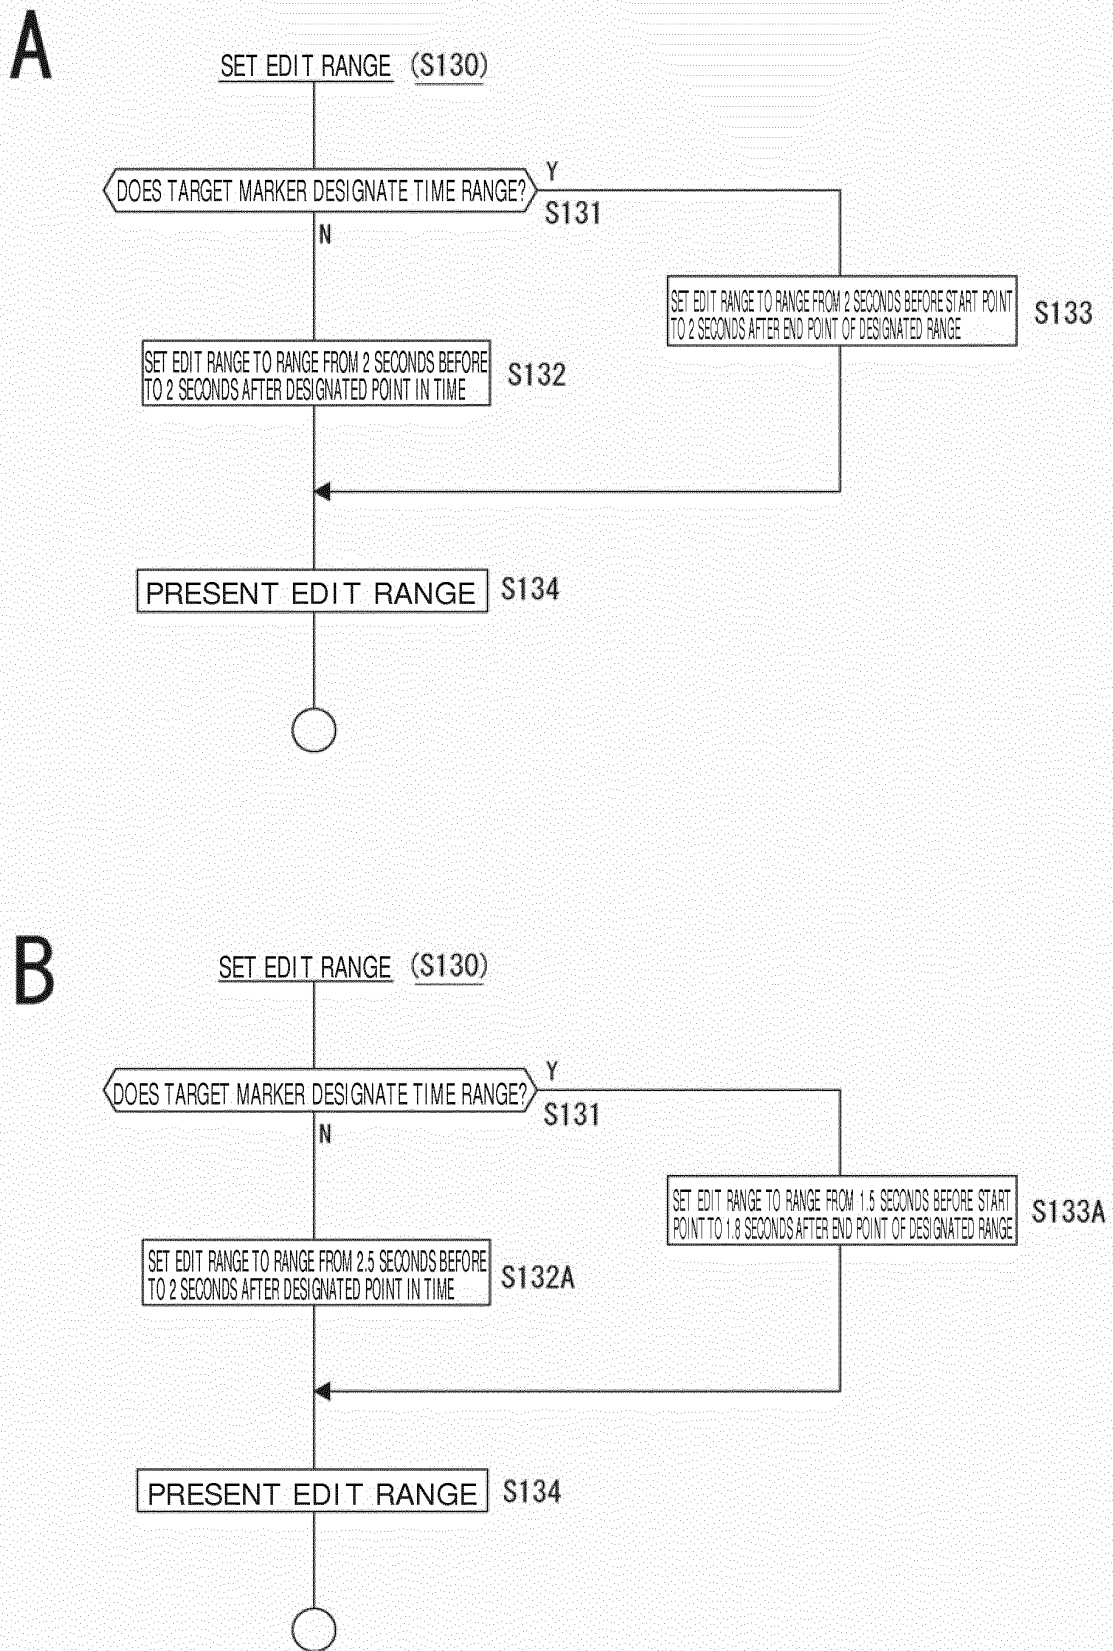 A
SET EDIT RANGE (S130)
DOES TARGET MARKER DESIGNATE TIME RANGE?
Y
S131
N
SET EDIT RANGE TO RANGE FROM 2 SECONDS BEFORE START POINT
TO 2 SECONDS AFTER END POINT OF DESIGNATED RANGE
S133
SET EDIT RANGE TO RANGE FROM 2 SECONDS BEFORE
TO 2 SECONDS AFTER DESIGNATED POINT IN TIME
S132
PRESENT EDIT RANGE
S134
B
SET EDIT RANGE (S130)
DOES TARGET MARKER DESIGNATE TIME RANGE?
Y
S131
N
SET EDIT RANGE TO RANGE FROM 1.5 SECONDS BEFORE START
POINT TO 1.8 SECONDS AFTER END POINT OF DESIGNATED RANGE
S133A
SET EDIT RANGE TO RANGE FROM 2.5 SECONDS BEFORE
TO 2 SECONDS AFTER DESIGNATED POINT IN TIME
S132A
PRESENT EDIT RANGE
S134